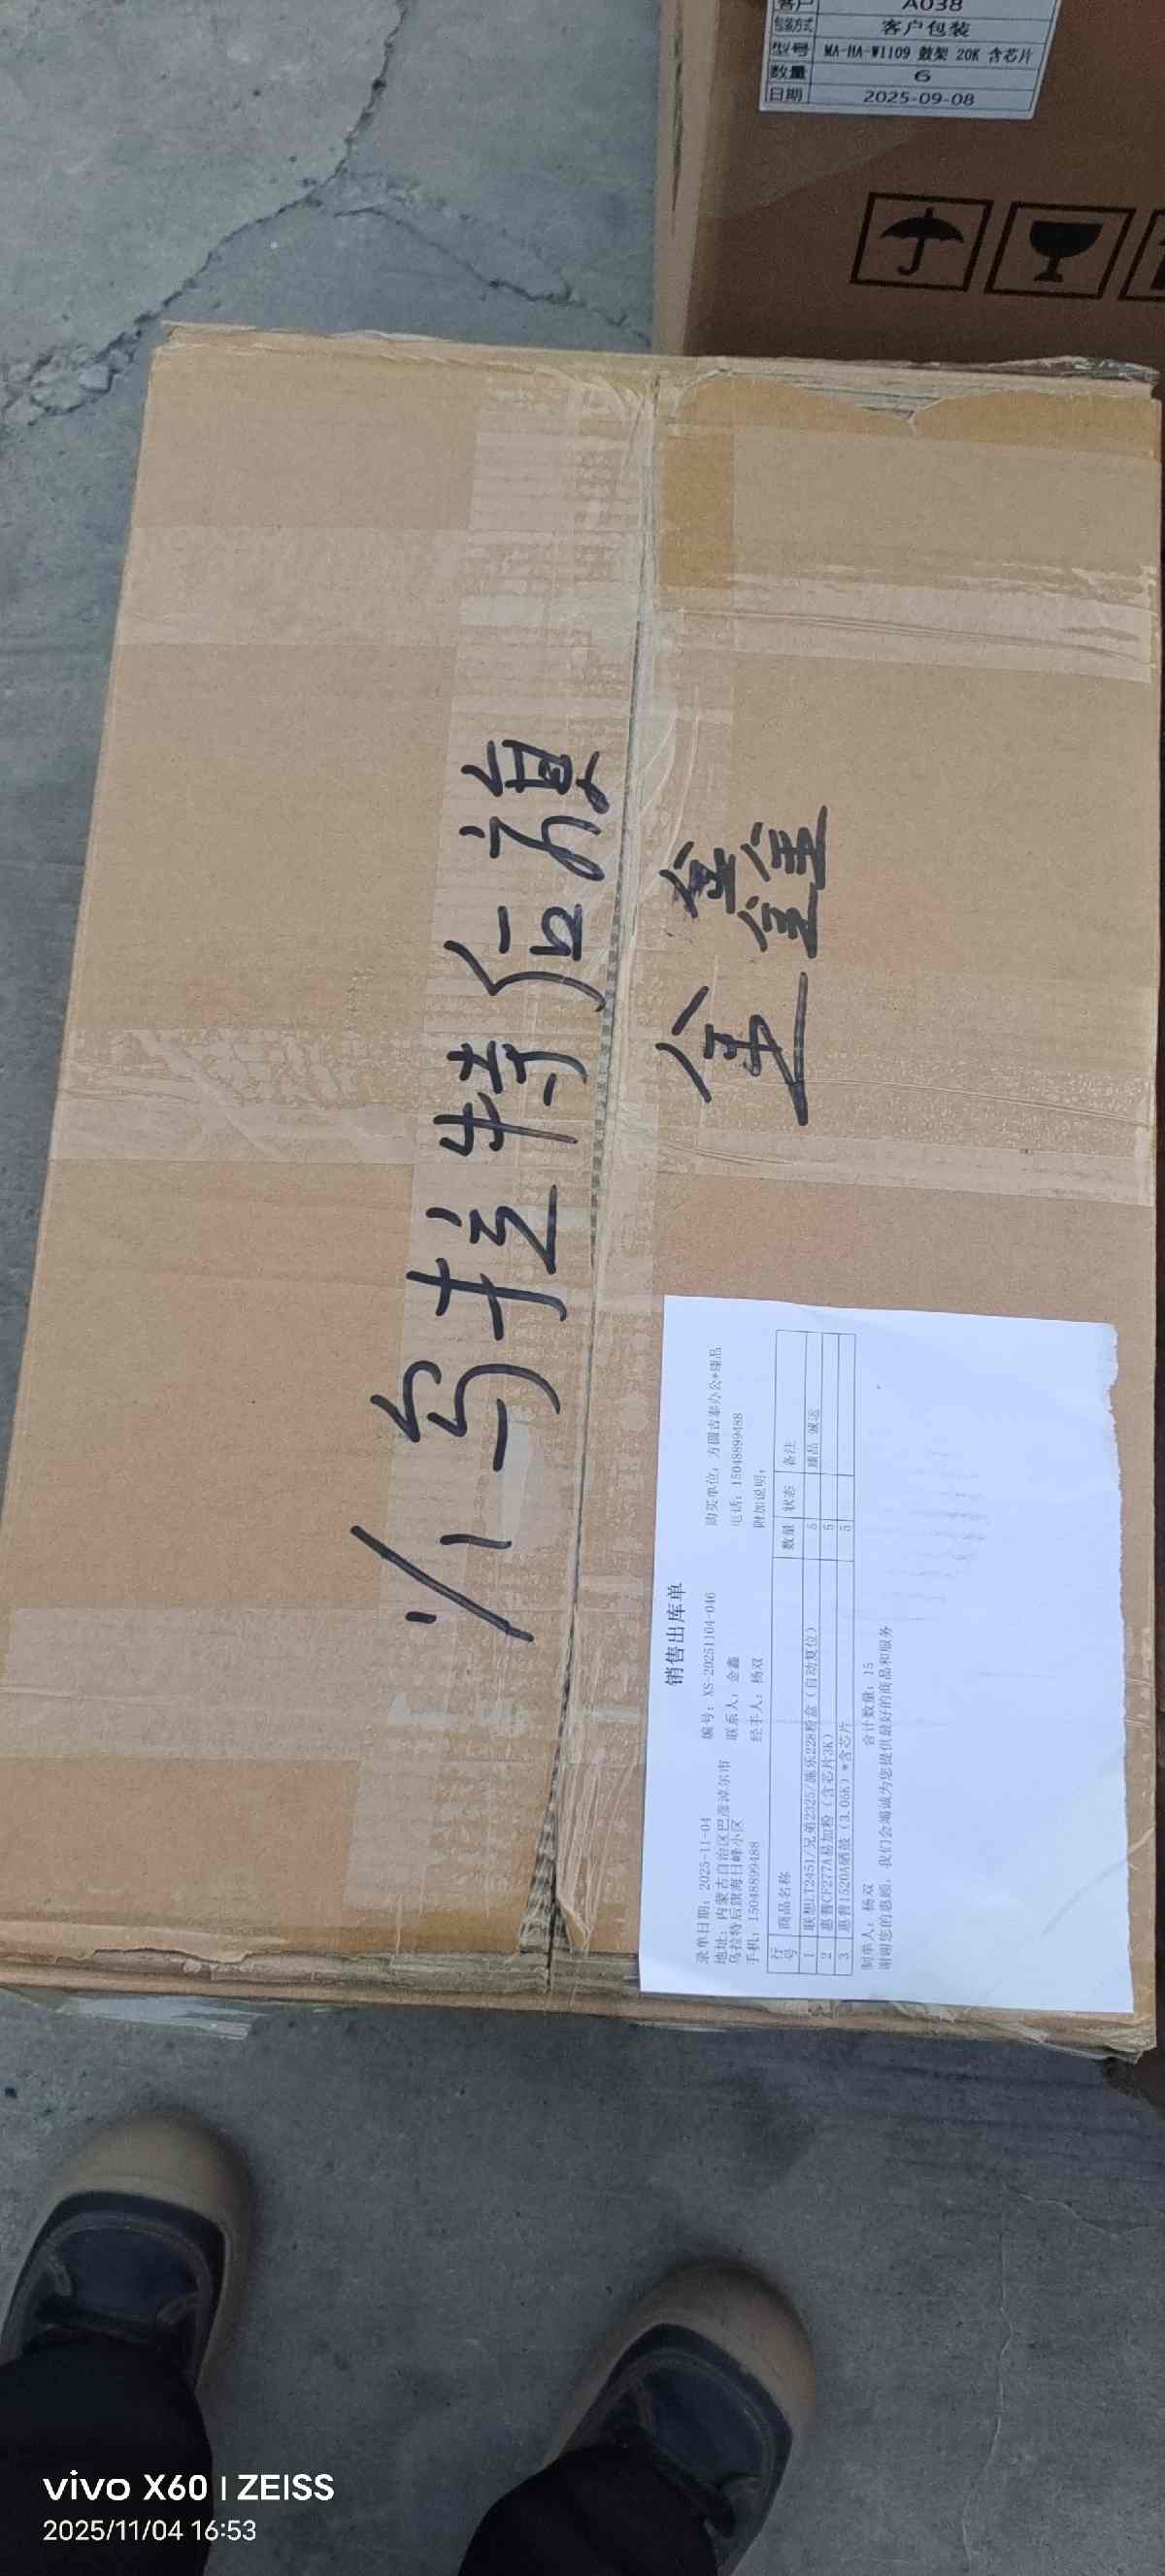 客户 A038
包装方式 客户包装
型号 MA-HA-W1109 鼓架 20K 含芯片
数量 6
日期 2025-09-08
1/1 乌拉特后旗
金鑫
销售出库单
录单日期：2025-11-04 编号：XS-20251104-046 购买单位：方圆吉泰办公*臻品
地址：内蒙古自治区巴彦淖尔市 联系人：金鑫 电话：15048899488
乌拉特后旗海日峰小区
手机：15048899488 经手人：杨双 附加说明：
行号 商品名称 数量 状态 备注
1 联想LT2451/兄弟2325/施乐228粉盒（自动复位） 5 臻品 诚运
2 惠普CF277A易加粉（含芯片3K） 5
3 惠普1520A硒鼓（3.05K）*含芯片 5
制单人：杨双 合计数量：15
谢谢您的惠顾，我们会竭诚为您提供最好的商品和服务
vivo X60 | ZEISS
2025/11/04 16:53